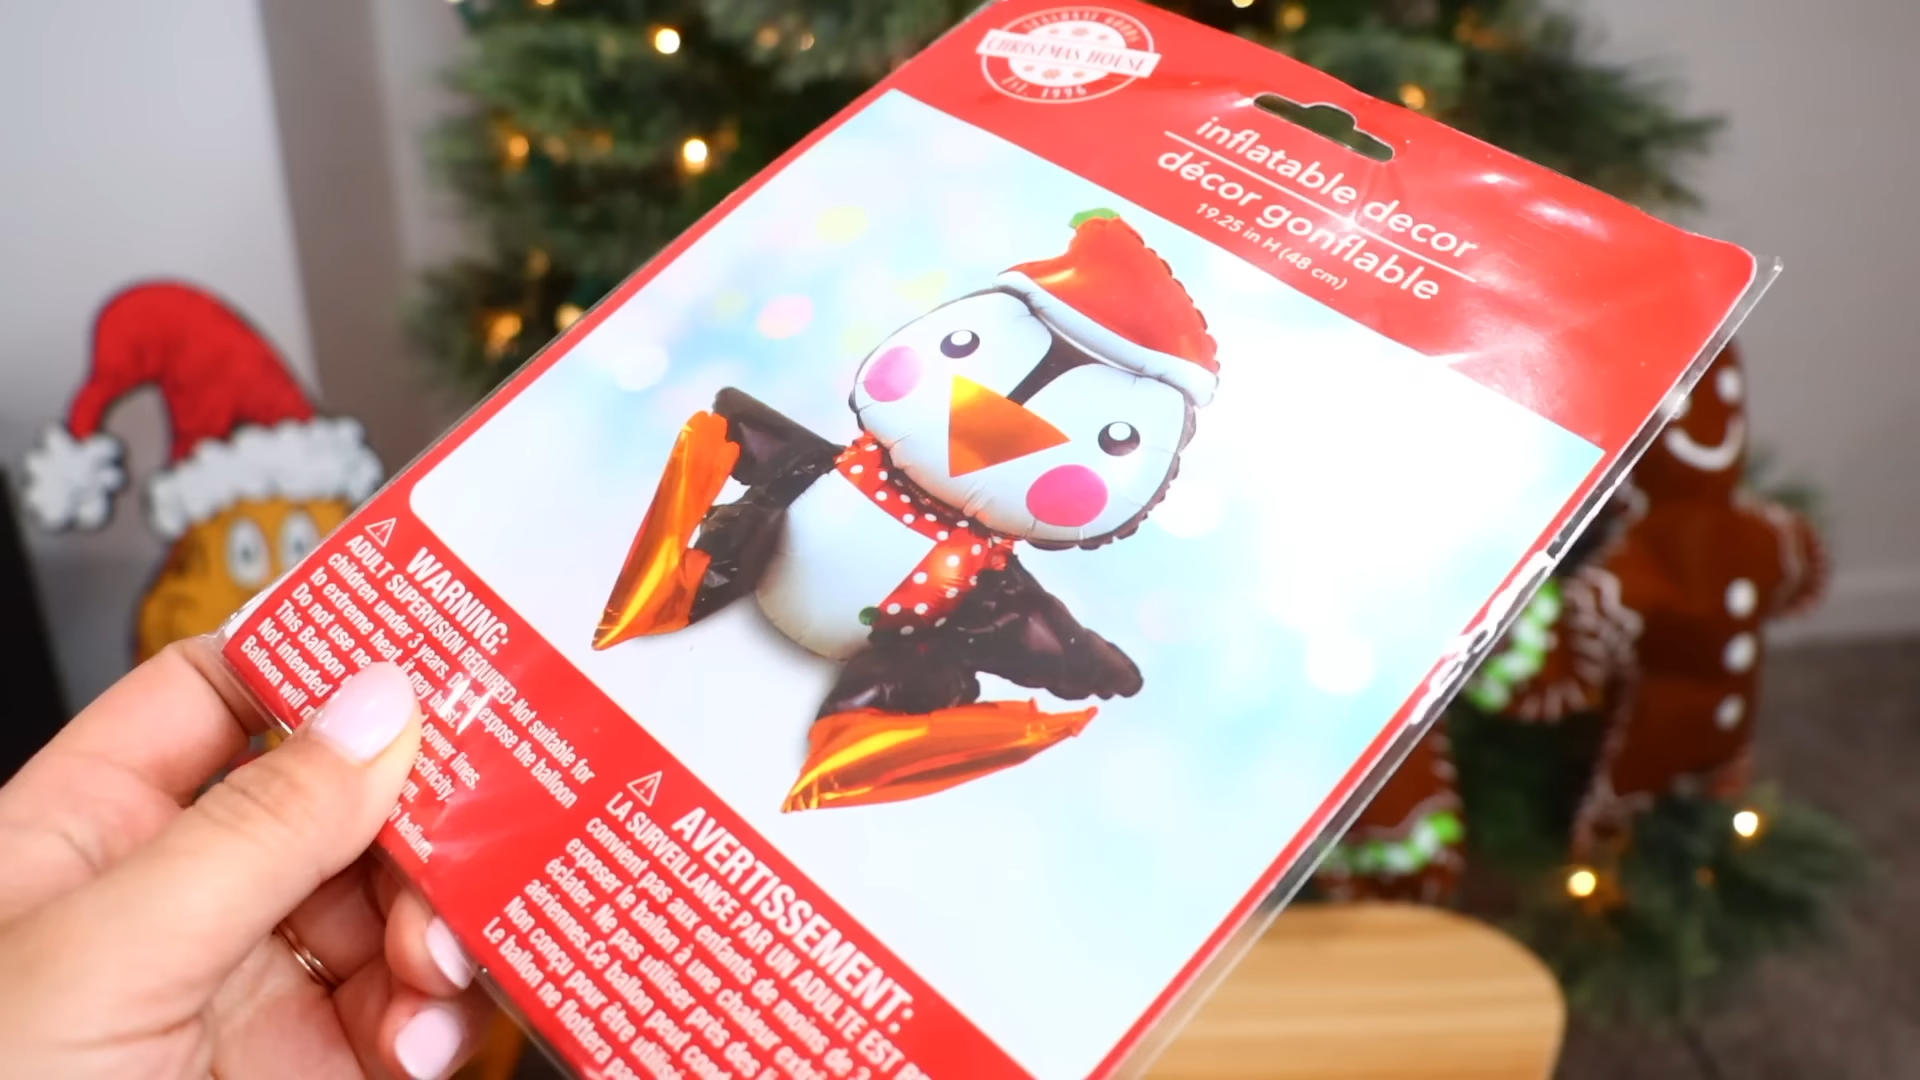 SEASONAL GOODS
CHRISTMAS HOUSE
Est. 1996
inflatable decor
décor gonflable
19.25 in H (48 cm)
WARNING:
ADULT SUPERVISION REQUIRED-Not suitable for
children under 3 years. Do not expose the balloon
to extreme heat, it may burst.
Do not use power lines.
This Balloon
Not intended
Balloon will helium.
AVERTISSEMENT:
LA SURVEILLANCE PAR UN ADULTE EST
convient pas aux enfants de moins de 3
exposer le ballon à une chaleur
éclater. Ne pas utiliser près des
aériennes.Ce ballon peut
Non conçu pour être
Le ballon ne flottera